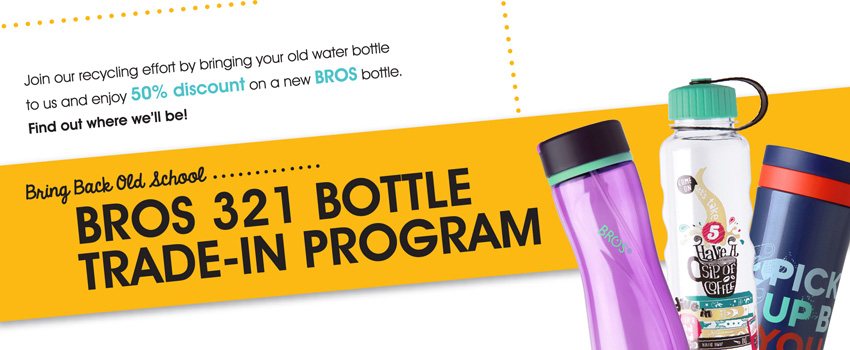 Join our recycling effort by bringing your old water bottle
to us and enjoy 50% discount on a new BROS bottle.
Find out where we'll be!
Bring Back Old School
BROS 321 BOTTLE
TRADE-IN PROGRAM
BROS
5
HAVE A
SIP OF
COFFEE
PICK
UP
YOU